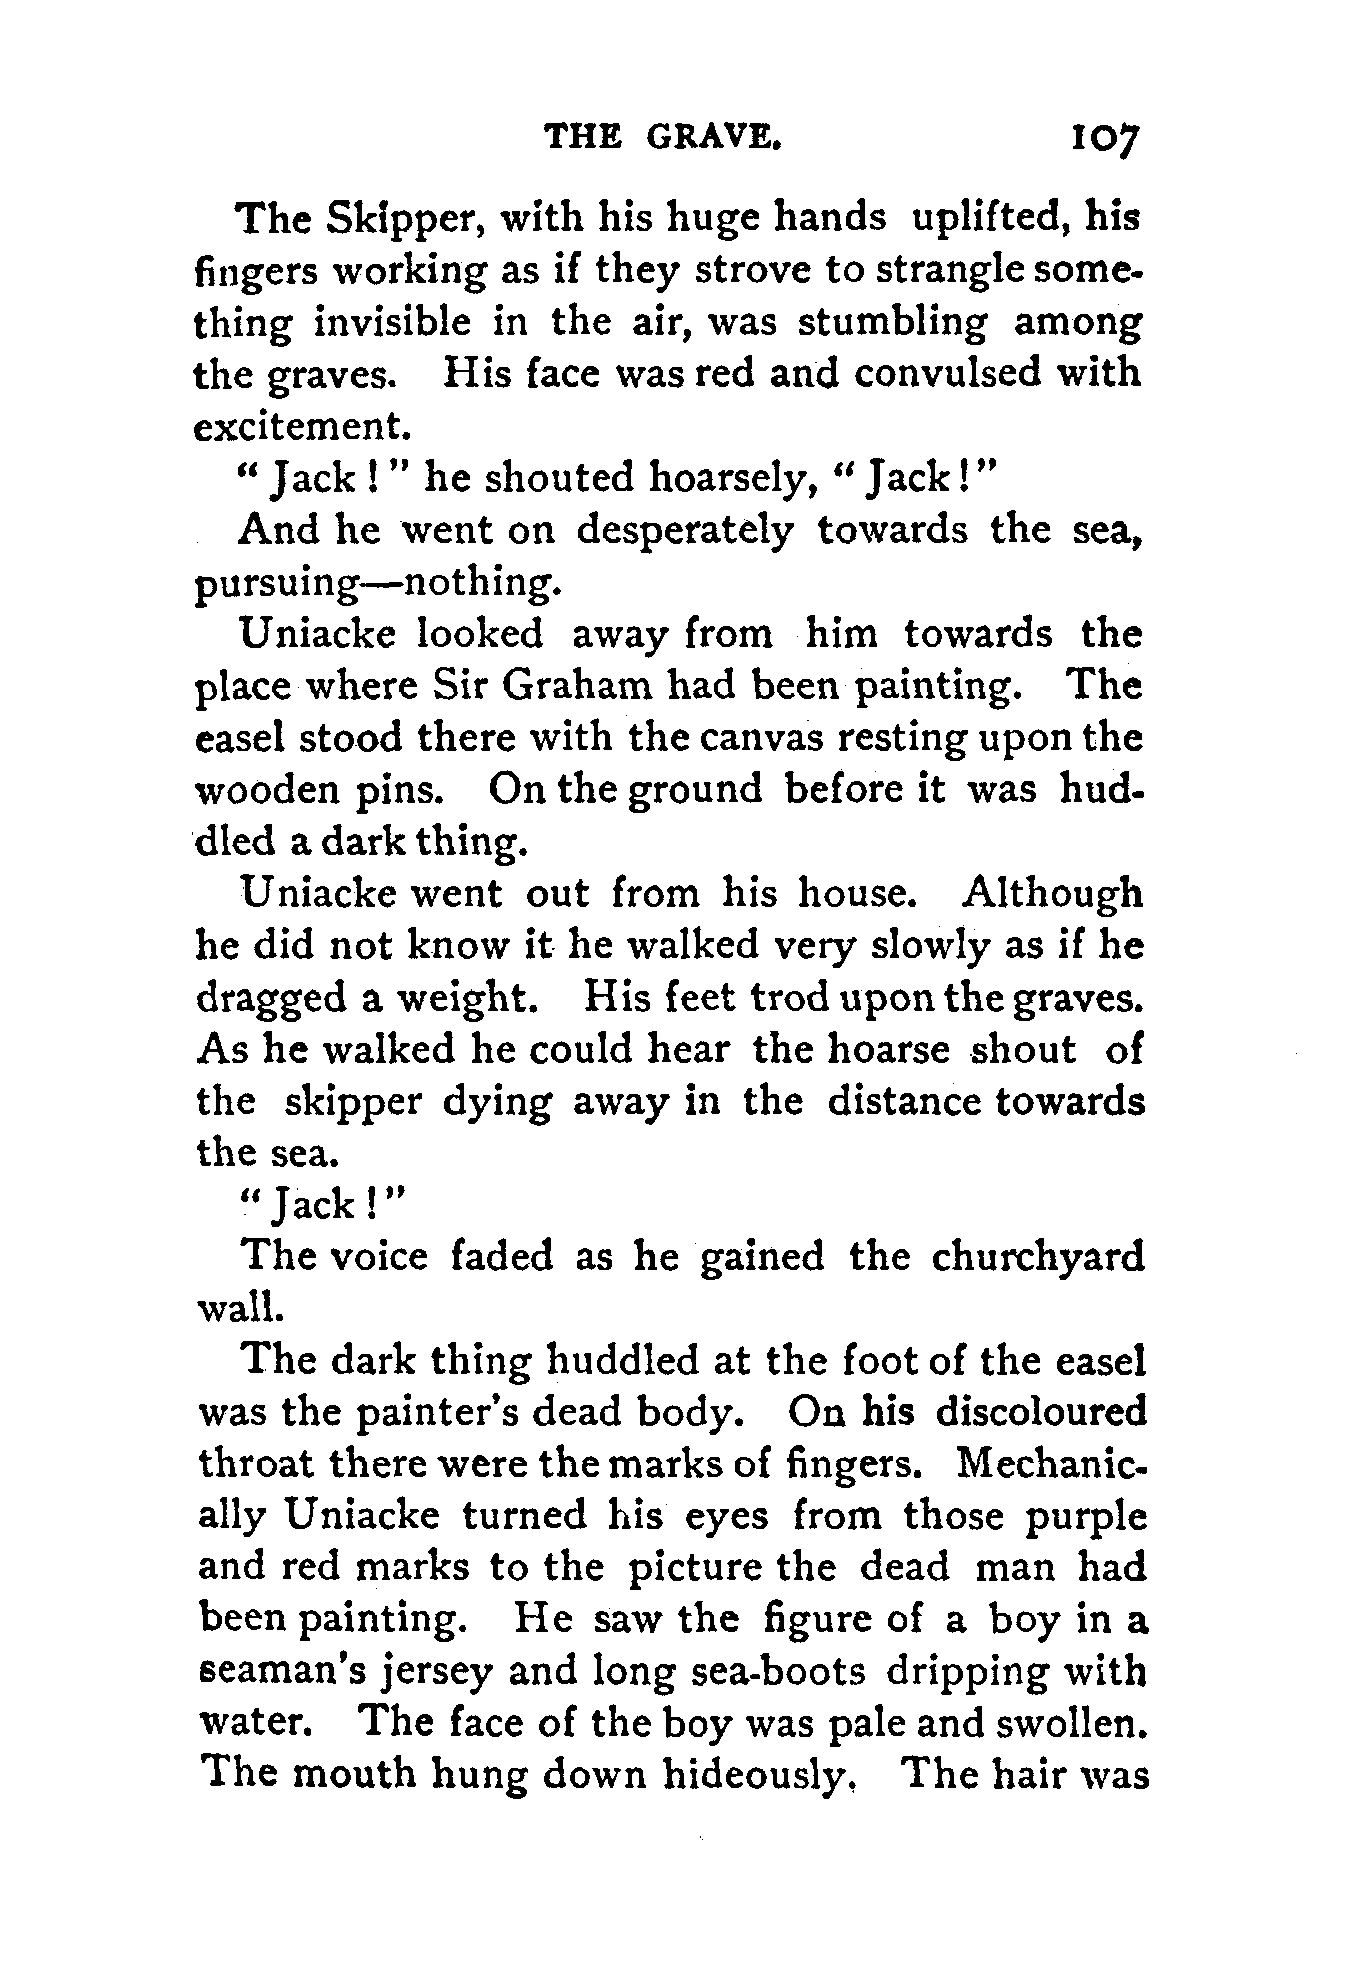 THE GRAVE. 107
The Skipper, with his huge hands uplifted, his
fingers working as if they strove to strangle some-
thing invisible in the air, was stumbling among
the graves. His face was red and convulsed with
excitement.
“ Jack ! ” he shouted hoarsely, “ Jack ! ”
And he went on desperately towards the sea,
pursuing—nothing.
Uniacke looked away from him towards the
place where Sir Graham had been painting. The
easel stood there with the canvas resting upon the
wooden pins. On the ground before it was hud-
dled a dark thing.
Uniacke went out from his house. Although
he did not know it he walked very slowly as if he
dragged a weight. His feet trod upon the graves.
As he walked he could hear the hoarse shout of
the skipper dying away in the distance towards
the sea.
“ Jack ! ”
The voice faded as he gained the churchyard
wall.
The dark thing huddled at the foot of the easel
was the painter's dead body. On his discoloured
throat there were the marks of fingers. Mechanic-
ally Uniacke turned his eyes from those purple
and red marks to the picture the dead man had
been painting. He saw the figure of a boy in a
seaman's jersey and long sea-boots dripping with
water. The face of the boy was pale and swollen.
The mouth hung down hideously. The hair was